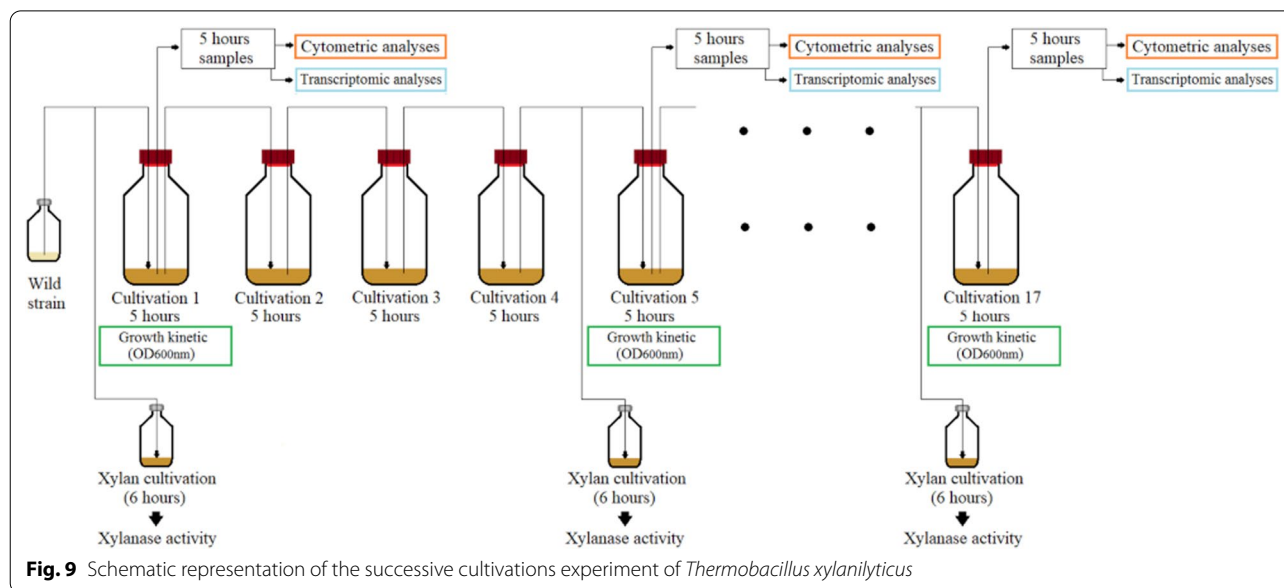 5 hours
samples
Cytometric analyses
Transcriptomic analyses
5 hours
samples
Cytometric analyses
Transcriptomic analyses
5 hours
samples
Cytometric analyses
Transcriptomic analyses
Wild
strain
Cultivation 1
5 hours
Growth kinetic
(OD600nm)
Cultivation 2
5 hours
Cultivation 3
5 hours
Cultivation 4
5 hours
Cultivation 5
5 hours
Growth kinetic
(OD600nm)
Cultivation 17
5 hours
Growth kinetic
(OD600nm)
Xylan cultivation
(6 hours)
Xylanase activity
Xylan cultivation
(6 hours)
Xylanase activity
Xylan cultivation
(6 hours)
Xylanase activity
Fig. 9 Schematic representation of the successive cultivations experiment of Thermobacillus xylanilyticus